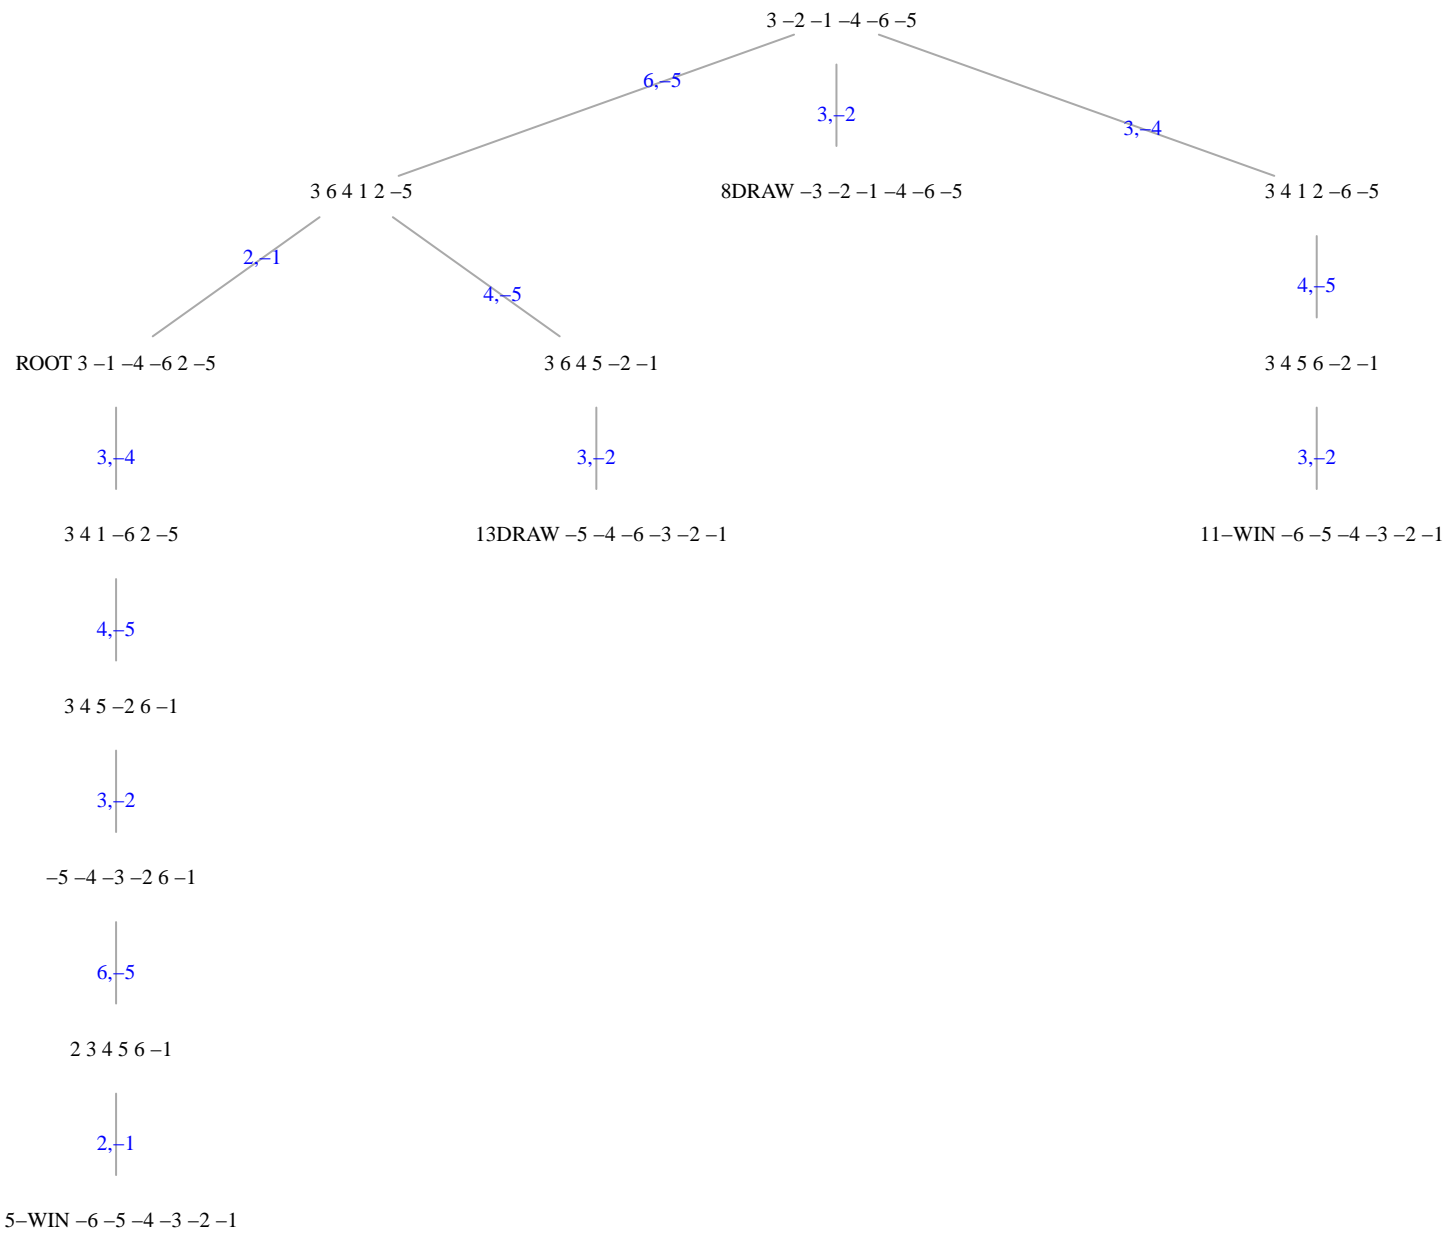 3 –2 –1 –4 –6 –5
6,–5
3,–2
3,–4
3 6 4 1 2 –5
8DRAW –3 –2 –1 –4 –6 –5
3 4 1 2 –6 –5
2,–1
4,–5
4,–5
ROOT 3 –1 –4 –6 2 –5
3 6 4 5 –2 –1
3 4 5 6 –2 –1
3,–4
3,–2
3,–2
3 4 1 –6 2 –5
13DRAW –5 –4 –6 –3 –2 –1
11–WIN –6 –5 –4 –3 –2 –1
4,–5
3 4 5 –2 6 –1
3,–2
–5 –4 –3 –2 6 –1
6,–5
2 3 4 5 6 –1
2,–1
5–WIN –6 –5 –4 –3 –2 –1